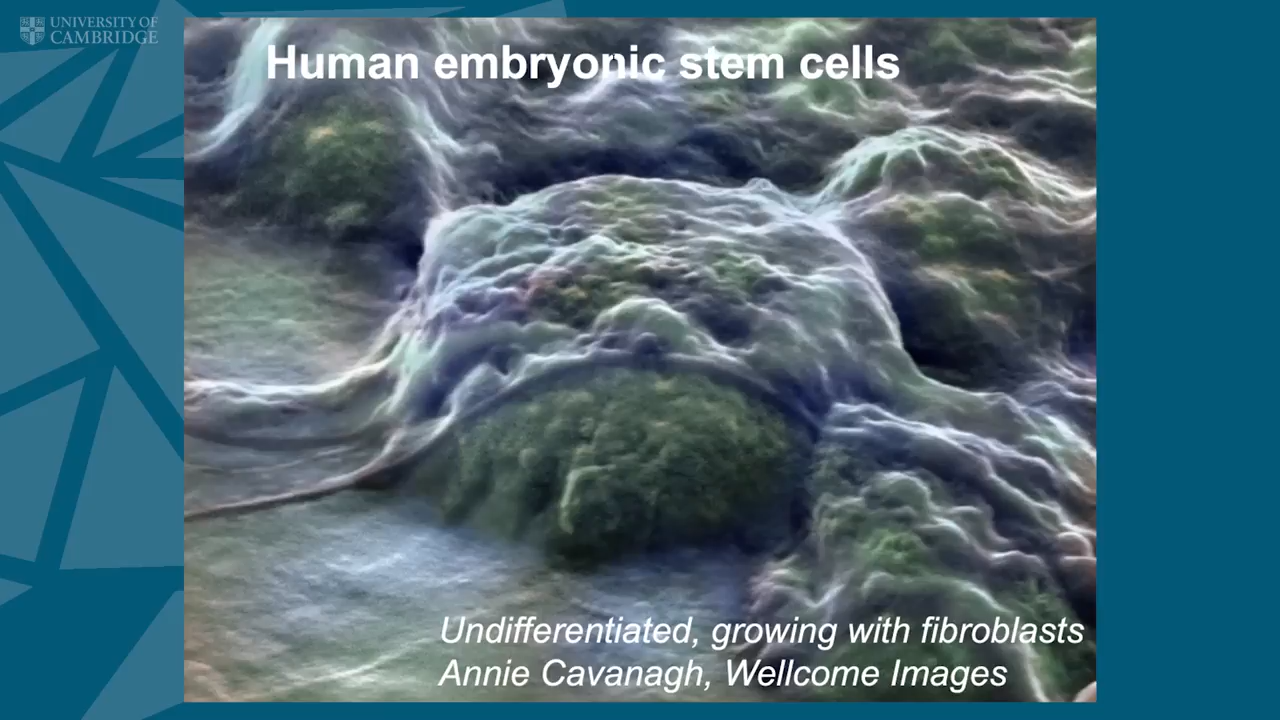 UNIVERSITY OF
CAMBRIDGE
Human embryonic stem cells
Undifferentiated, growing with fibroblasts
Annie Cavanagh, Wellcome Images